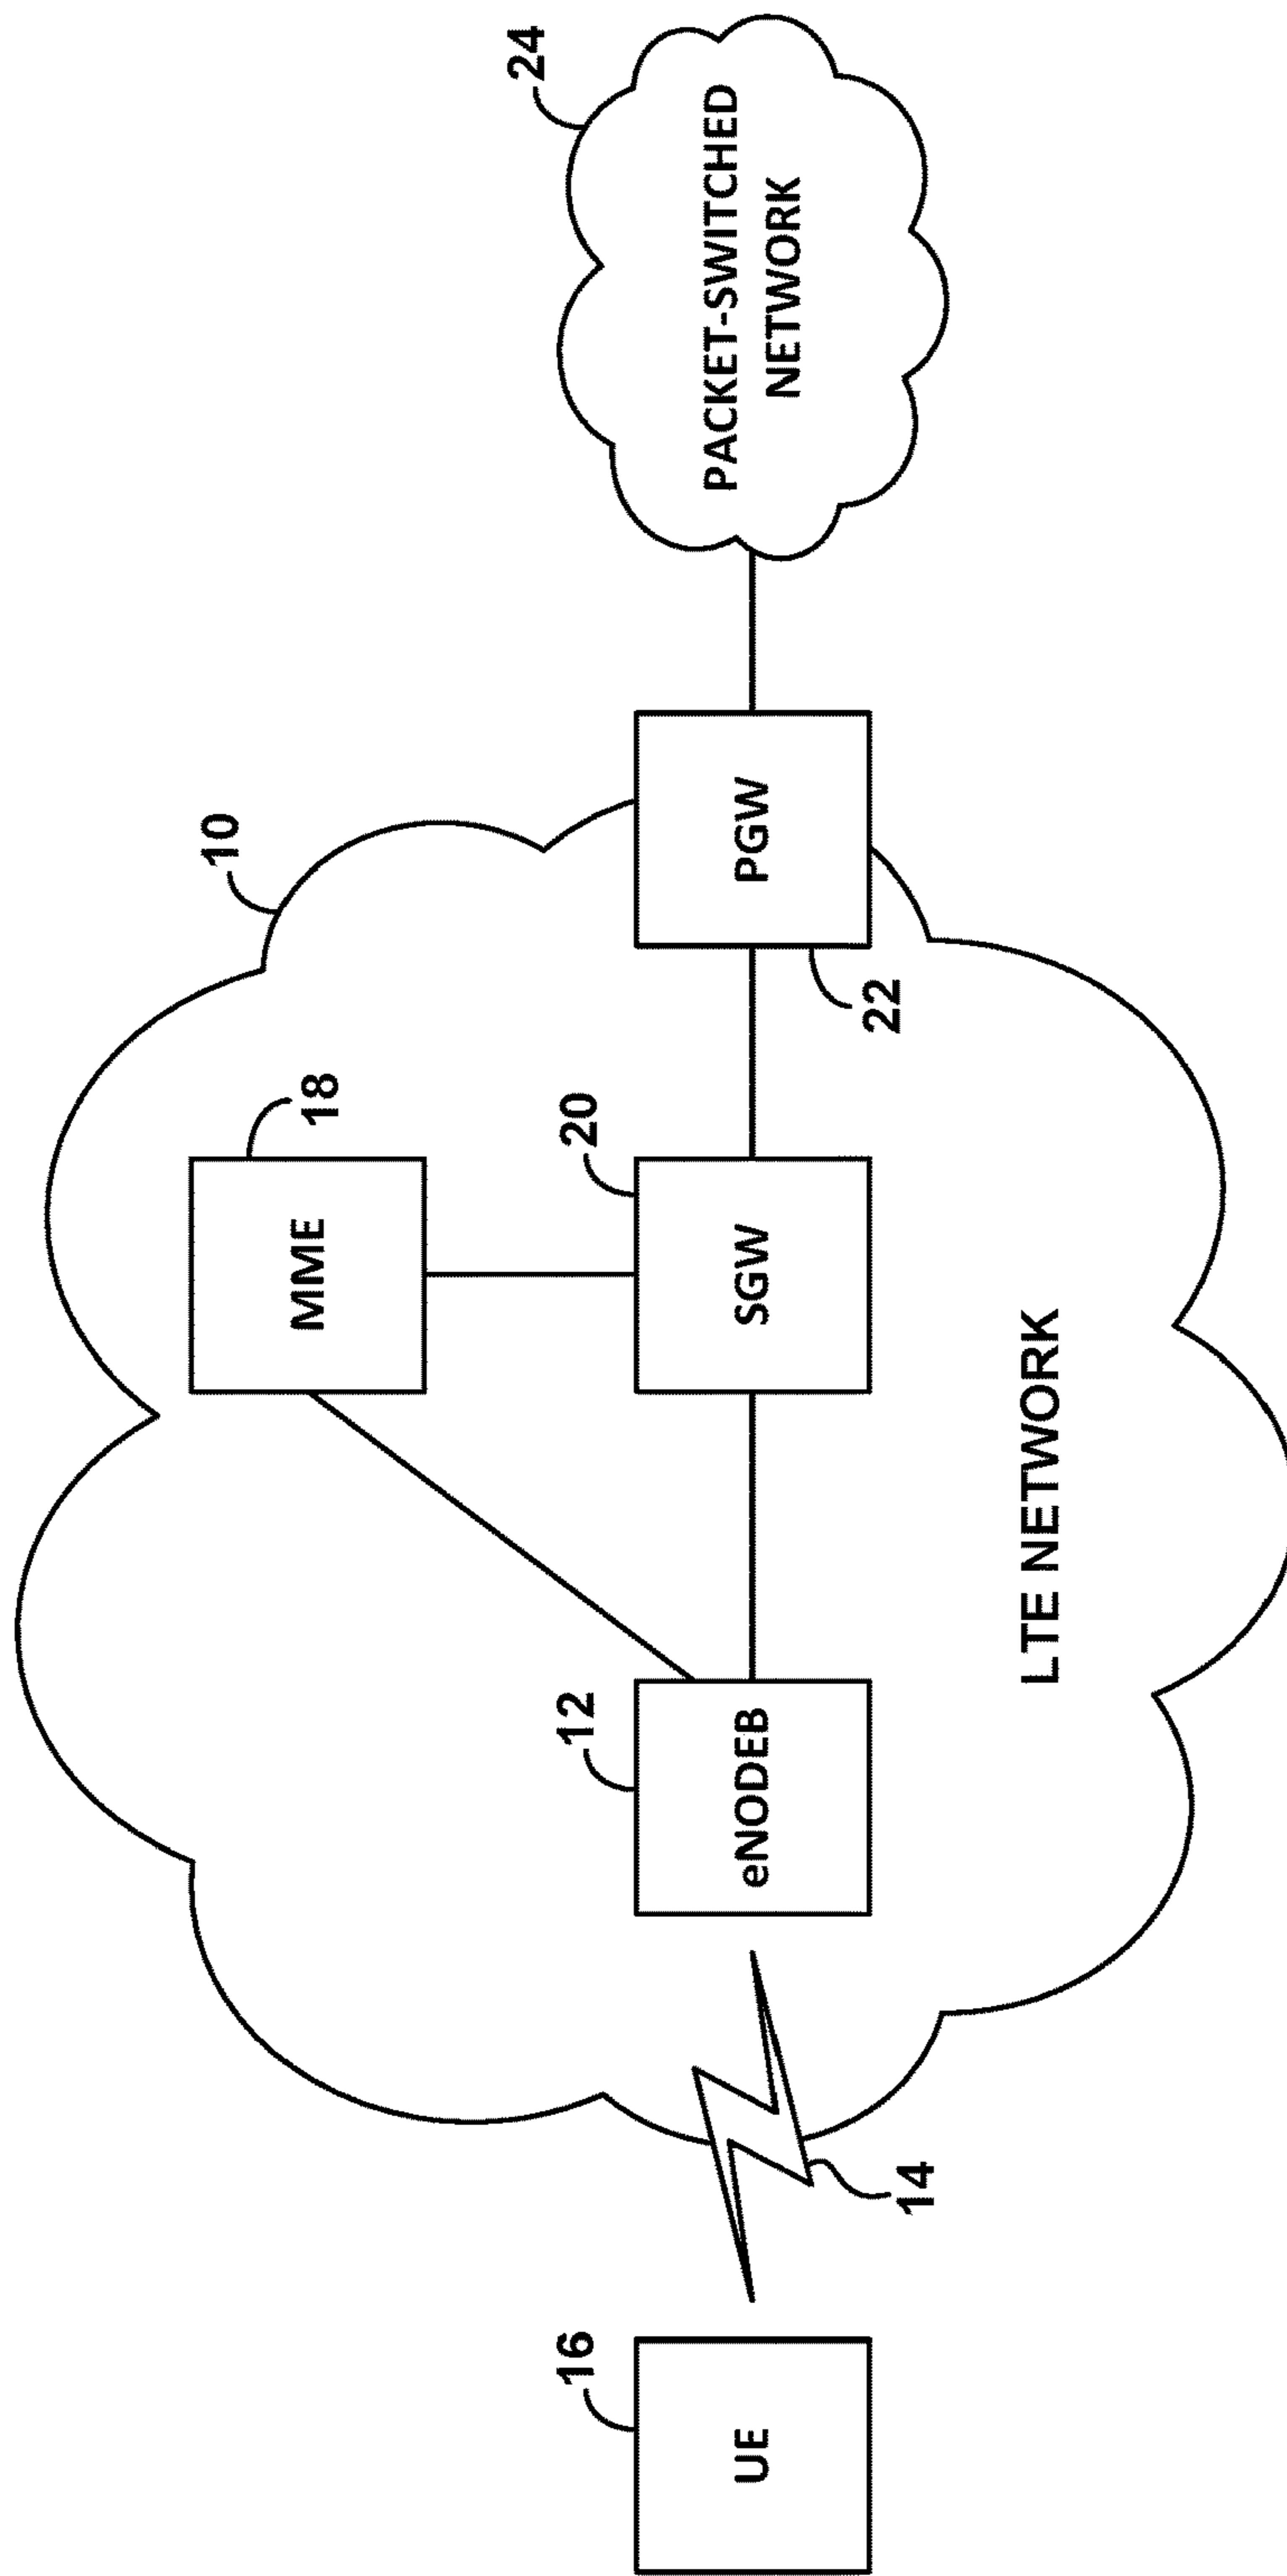 10
24
MME
18
16
12
20
UE
eNODEB
SGW
PGW
PACKET-SWITCHED
NETWORK
14
22
LTE NETWORK